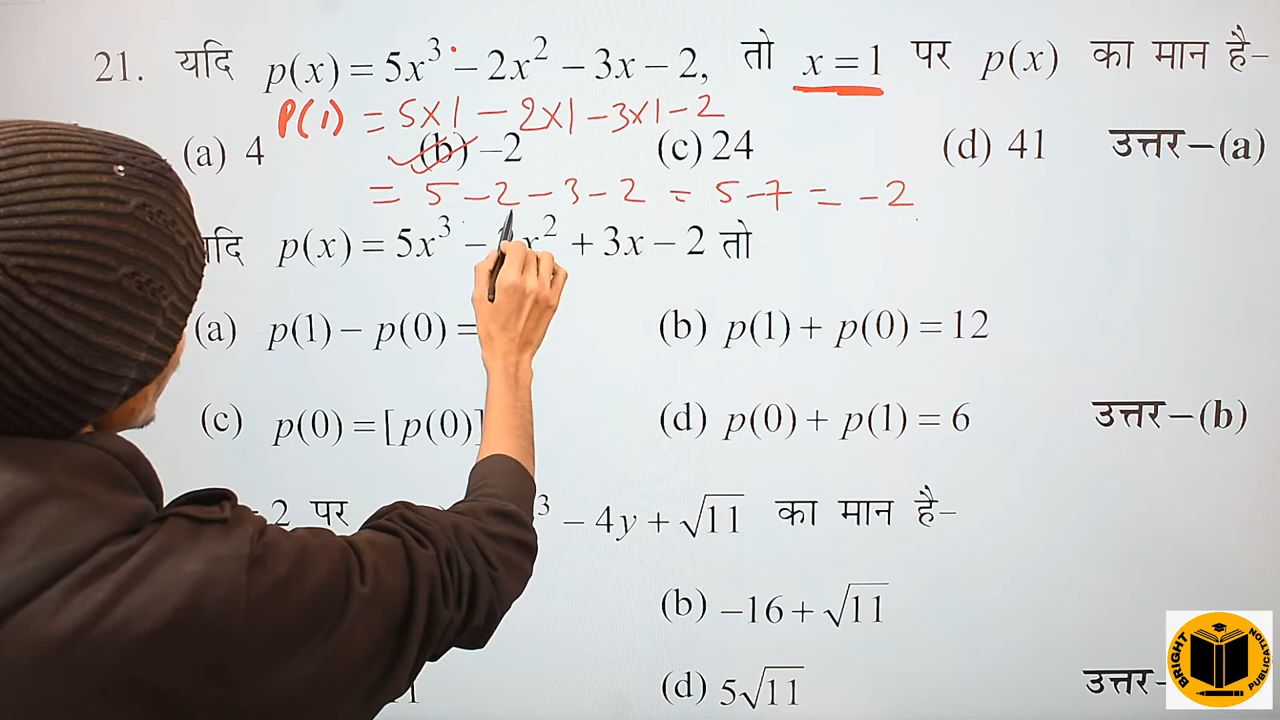 21. यदि p(x) = 5x³ – 2x² – 3x – 2, तो x = 1 पर p(x) का मान है–
P(1) = 5×1 – 2×1 – 3×1 – 2
(a) 4 (b) –2 (c) 24 (d) 41 उत्तर–(a)
= 5 – 2 – 3 – 2 = 5 – 7 = – 2
p(x) = 5x³ – x² + 3x – 2 तो
(a) p(1) – p(0) = (b) p(1) + p(0) = 12
(c) p(0) = [p(0)] (d) p(0) + p(1) = 6 उत्तर–(b)
2 पर ³ – 4y + √11 का मान है–
(b) –16 + √11
(d) 5√11 उत्तर–
BRIGHT PUBLICATION